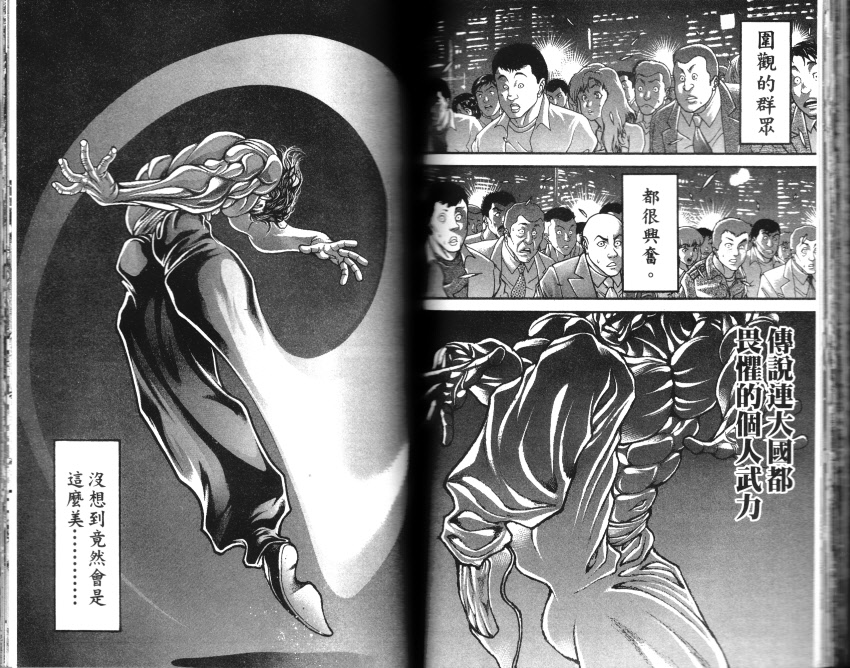 圍觀的群眾
都很興奮。
傳說連大國都
畏懼的個人武力
沒想到竟然會是
這麼美…………